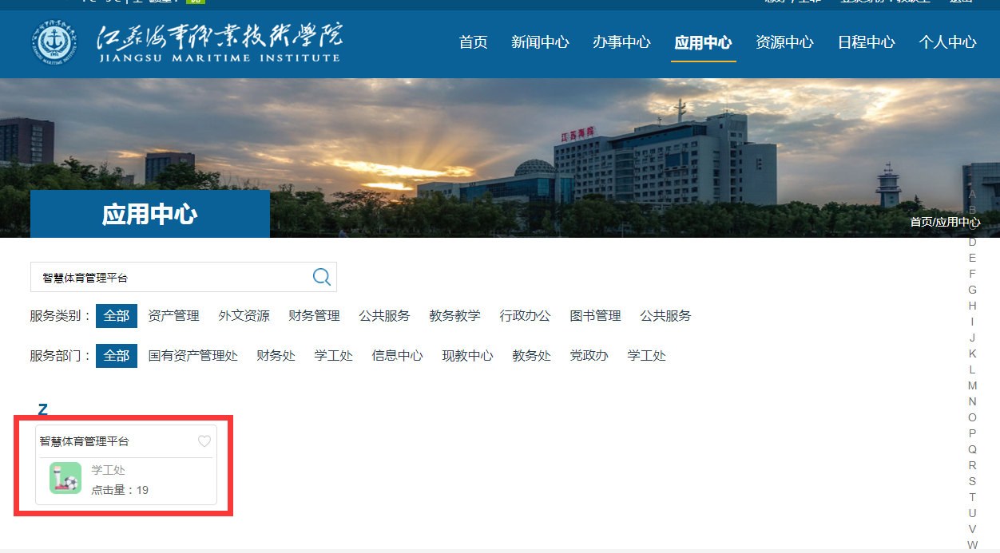 江苏海事职业技术学院
JIANGSU MARITIME INSTITUTE
首页 新闻中心 办事中心 应用中心 资源中心 日程中心 个人中心
江苏海院
应用中心
首页/应用中心
智慧体育管理平台
服务类别： 全部 资产管理 外文资源 财务管理 公共服务 教务教学 行政办公 图书管理 公共服务
服务部门： 全部 国有资产管理处 财务处 学工处 信息中心 现教中心 教务处 党政办 学工处
Z
智慧体育管理平台
学工处
点击量：19
A
B
C
D
E
F
G
H
I
J
K
L
M
N
O
P
Q
R
S
T
U
V
W